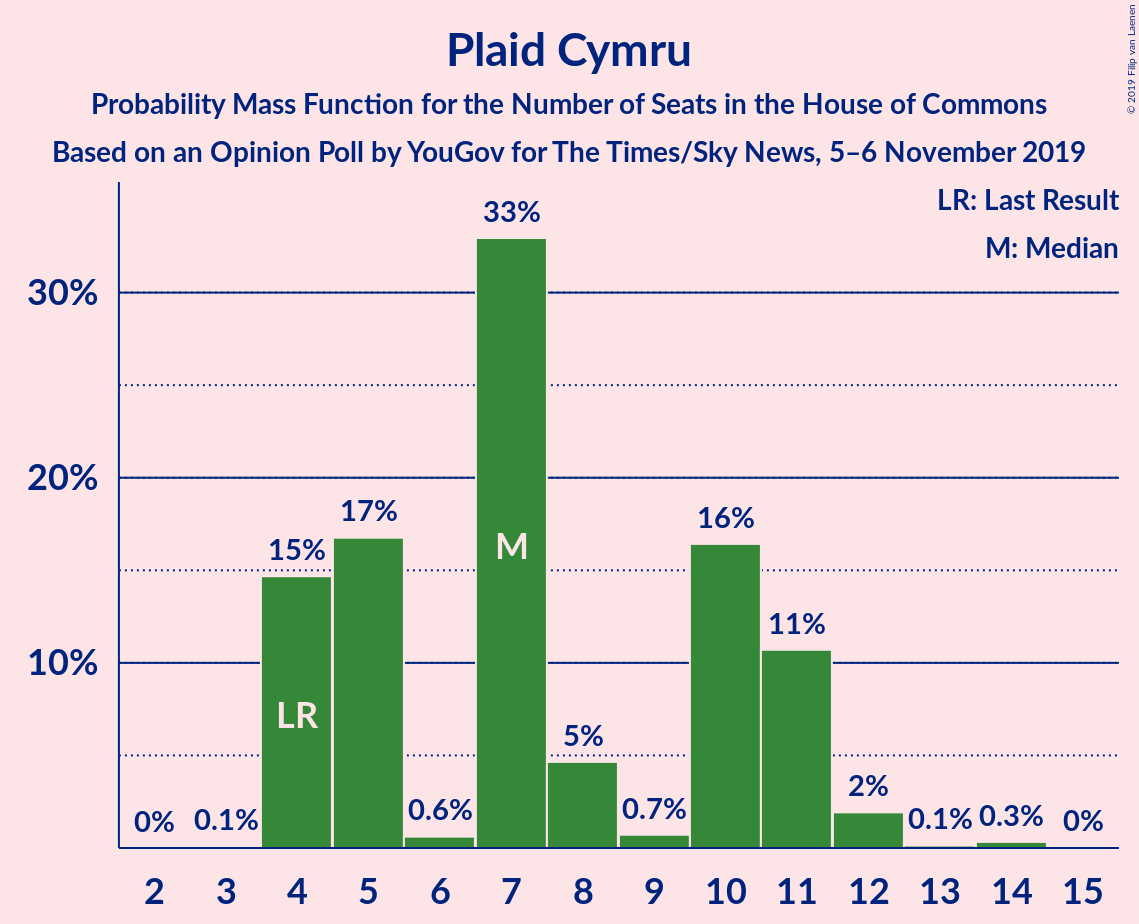 Plaid Cymru
Probability Mass Function for the Number of Seats in the House of Commons
Based on an Opinion Poll by YouGov for The Times/Sky News, 5–6 November 2019
© 2019 Filip van Laenen
LR: Last Result
M: Median
30%
20%
10%
0%
0.1%
15%
17%
0.6%
33%
5%
0.7%
16%
11%
2%
0.1%
0.3%
0%
LR
M
2 3 4 5 6 7 8 9 10 11 12 13 14 15